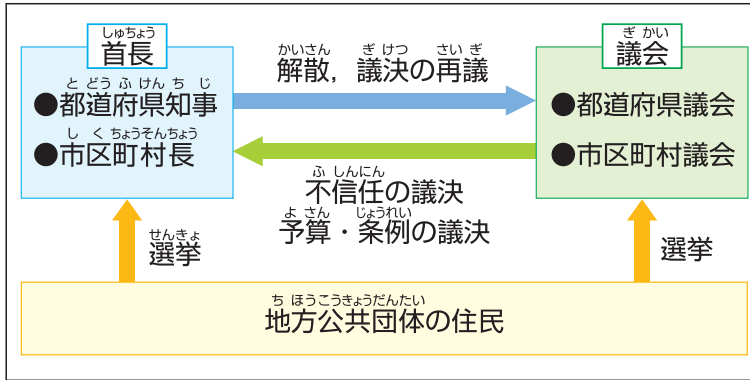 しゅちょう
首長
ぎかい
議会
かいさん ぎけつ さいぎ
解散，議決の再議
とどうふけんちじ
●都道府県知事
しくちょうそんちょう
●市区町村長
●都道府県議会
●市区町村議会
ふしんにん
不信任の議決
よさん じょうれい
予算・条例の議決
せんきょ
選挙
選挙
ちほうこうきょうだんたい
地方公共団体の住民